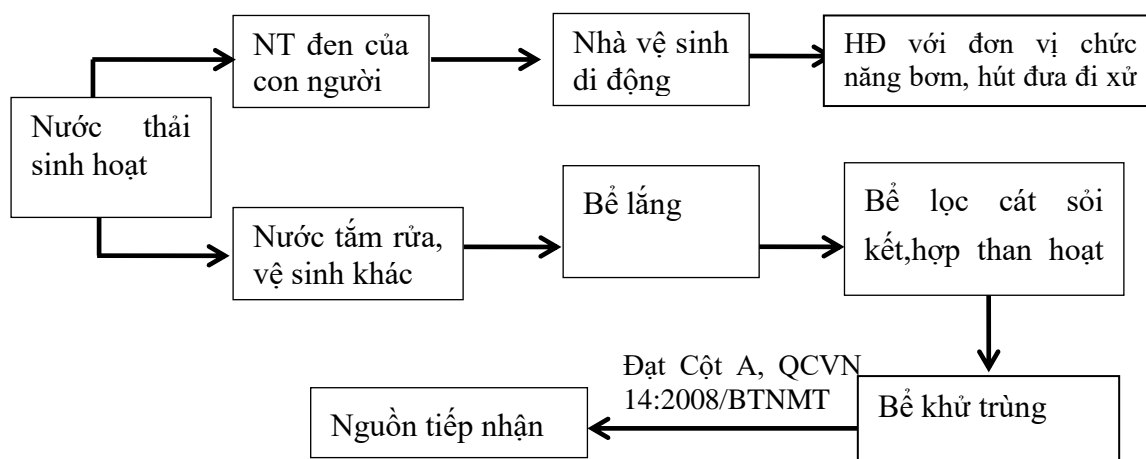 NT đen của
con người
Nhà vệ sinh
di động
HĐ với đơn vị chức
năng bơm, hút đưa đi xử
Nước thải
sinh hoạt
Nước tắm rửa,
vệ sinh khác
Bể lắng
Bể lọc cát sỏi
kết,hợp than hoạt
Đạt Cột A, QCVN
14:2008/BTNMT
Bể khử trùng
Nguồn tiếp nhận